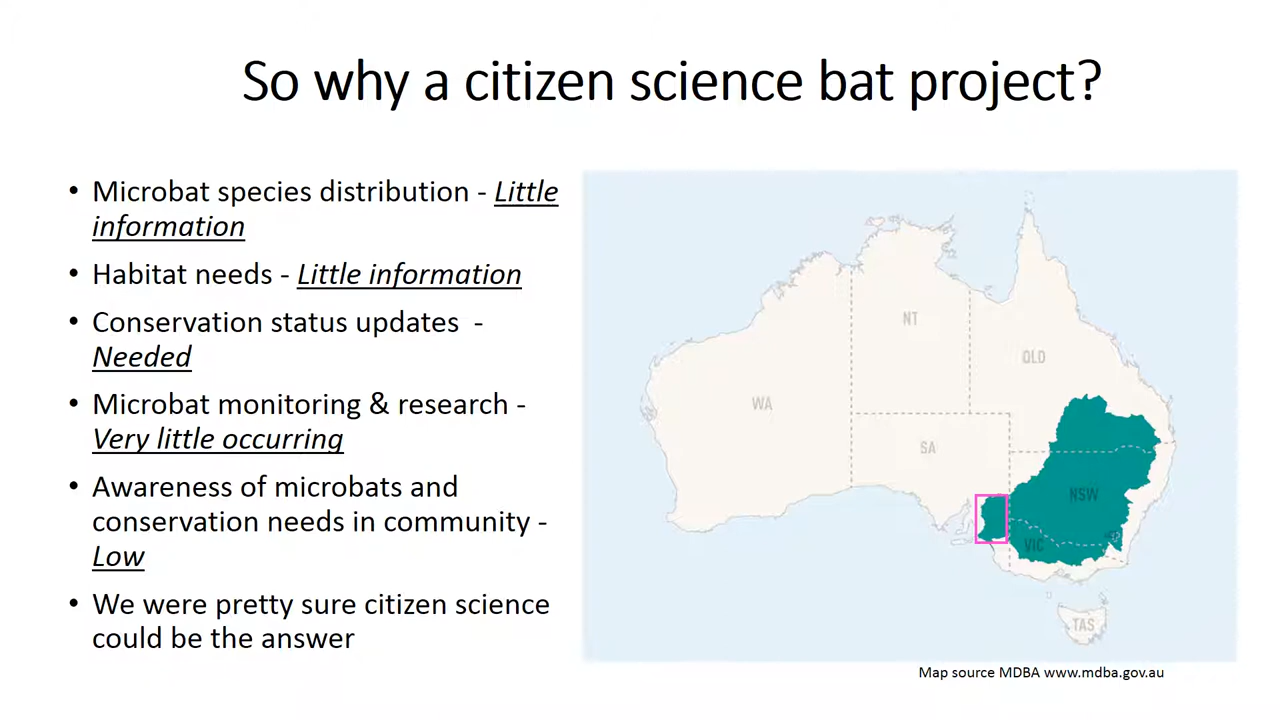 So why a citizen science bat project?
• Microbat species distribution - Little
information
• Habitat needs - Little information
• Conservation status updates  -
Needed
• Microbat monitoring & research -
Very little occurring
• Awareness of microbats and
conservation needs in community -
Low
• We were pretty sure citizen science
could be the answer
NT
QLD
WA
SA
NSW
VIC
TAS
Map source MDBA www.mdba.gov.au